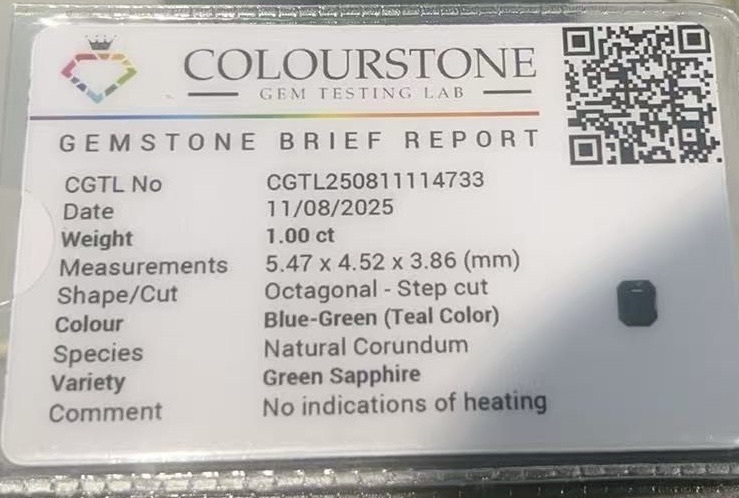 COLOURSTONE
GEM TESTING LAB
GEMSTONE BRIEF REPORT
CGTL No CGTL250811114733
Date 11/08/2025
Weight 1.00 ct
Measurements 5.47 x 4.52 x 3.86 (mm)
Shape/Cut Octagonal - Step cut
Colour Blue-Green (Teal Color)
Species Natural Corundum
Variety Green Sapphire
Comment No indications of heating